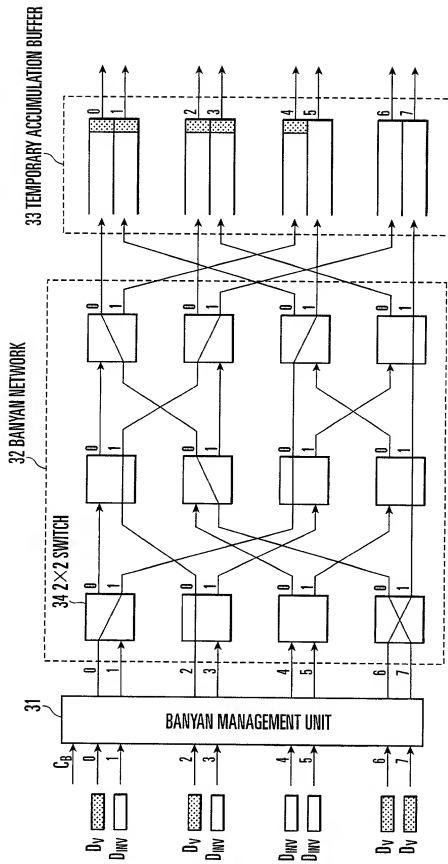 32 BANYAN NETWORK
33 TEMPORARY ACCUMULATION BUFFER
31
34 2×2 SWITCH
C_B
D_V 0 0 0 0 0 0
D_INV 1 1 1 1 1 1
D_V 2 2 0 0 0 2
D_INV 3 3 1 1 1 3
BANYAN MANAGEMENT UNIT
D_INV 4 4 0 0 0 4
D_INV 5 5 1 1 1 5
D_V 6 6 0 0 0 6
D_V 7 7 1 1 1 7